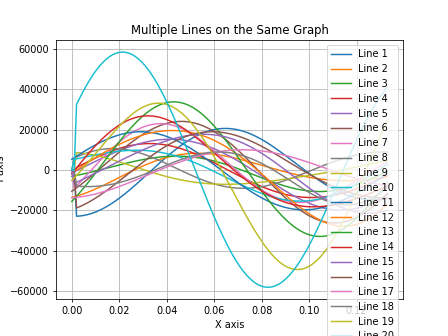 Multiple Lines on the Same Graph
60000
40000
20000
0
−20000
−40000
−60000
0.00
0.02
0.04
0.06
0.08
0.10
X axis
Line 1
Line 2
Line 3
Line 4
Line 5
Line 6
Line 7
Line 8
Line 9
Line 10
Line 11
Line 12
Line 13
Line 14
Line 15
Line 16
Line 17
Line 18
Line 19
Line 20